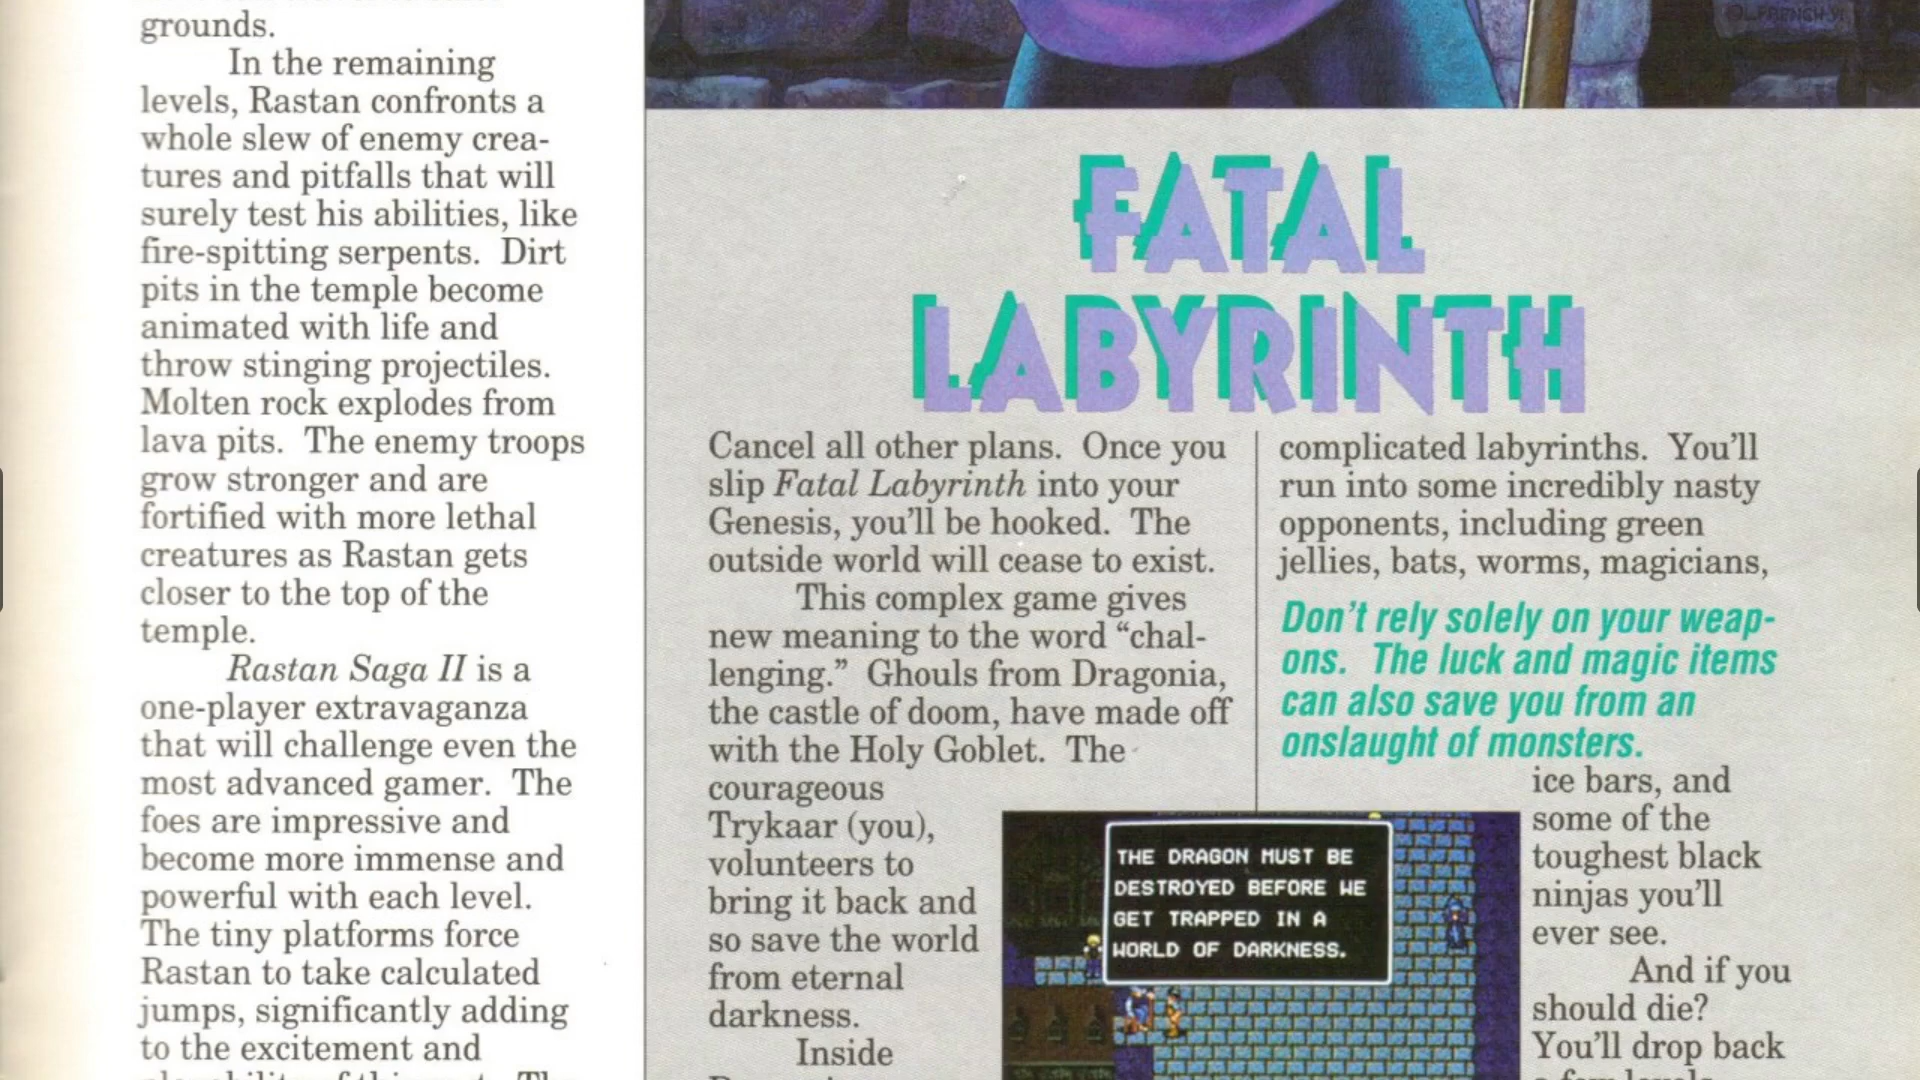 grounds.
In the remaining
levels, Rastan confronts a
whole slew of enemy crea-
tures and pitfalls that will
surely test his abilities, like
fire-spitting serpents. Dirt
pits in the temple become
animated with life and
throw stinging projectiles.
Molten rock explodes from
lava pits. The enemy troops
grow stronger and are
fortified with more lethal
creatures as Rastan gets
closer to the top of the
temple.
Rastan Saga II is a
one-player extravaganza
that will challenge even the
most advanced gamer. The
foes are impressive and
become more immense and
powerful with each level.
The tiny platforms force
Rastan to take calculated
jumps, significantly adding
to the excitement and
©L.FRENCH-91
FATAL
LABYRINTH
Cancel all other plans. Once you
slip Fatal Labyrinth into your
Genesis, you'll be hooked. The
outside world will cease to exist.
This complex game gives
new meaning to the word “chal-
lenging.” Ghouls from Dragonia,
the castle of doom, have made off
with the Holy Goblet. The
courageous
Trykaar (you),
volunteers to
bring it back and
so save the world
from eternal
darkness.
Inside
THE DRAGON MUST BE
DESTROYED BEFORE WE
GET TRAPPED IN A
WORLD OF DARKNESS.
complicated labyrinths. You'll
run into some incredibly nasty
opponents, including green
jellies, bats, worms, magicians,
Don't rely solely on your weap-
ons. The luck and magic items
can also save you from an
onslaught of monsters.
ice bars, and
some of the
toughest black
ninjas you'll
ever see.
And if you
should die?
You'll drop back
a few levels